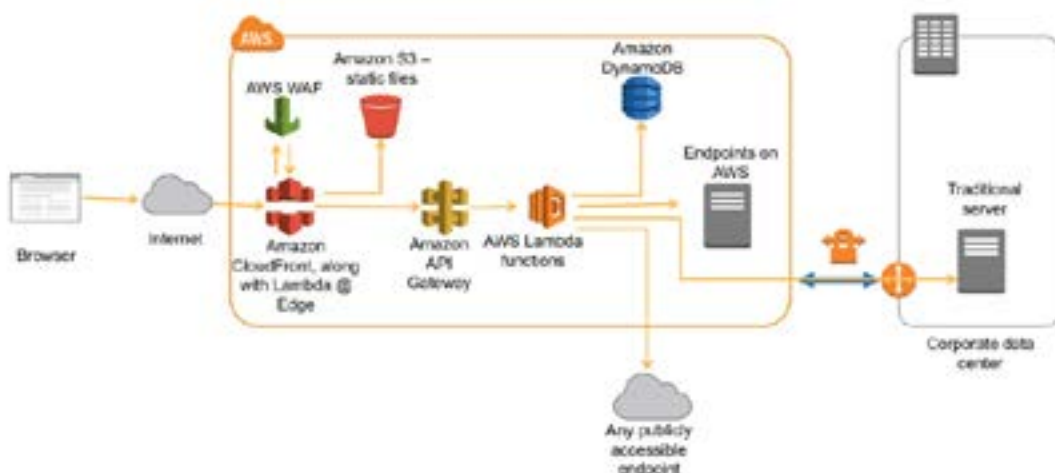 AWS
Amazon S3 –
static files
AWS WAF
Amazon
DynamoDB
Endpoints on
AWS
Traditional
server
Browser
Internet
Amazon
CloudFront, along
with Lambda @
Edge
Amazon
API
Gateway
AWS Lambda
functions
Corporate data
center
Any publicly
accessible
endpoint